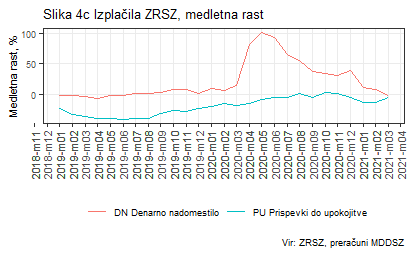 Slika 4c Izplačila ZRSZ, medletna rast
Medletna rast, %
100
50
0
2018-m11
2018-m12
2019-m01
2019-m02
2019-m03
2019-m04
2019-m05
2019-m06
2019-m07
2019-m08
2019-m09
2019-m10
2019-m11
2019-m12
2020-m01
2020-m02
2020-m03
2020-m04
2020-m05
2020-m06
2020-m07
2020-m08
2020-m09
2020-m10
2020-m11
2020-m12
2021-m01
2021-m02
2021-m03
2021-m04
DN Denarno nadomestilo
PU Prispevki do upokojitve
Vir: ZRSZ, preračuni MDDSZ